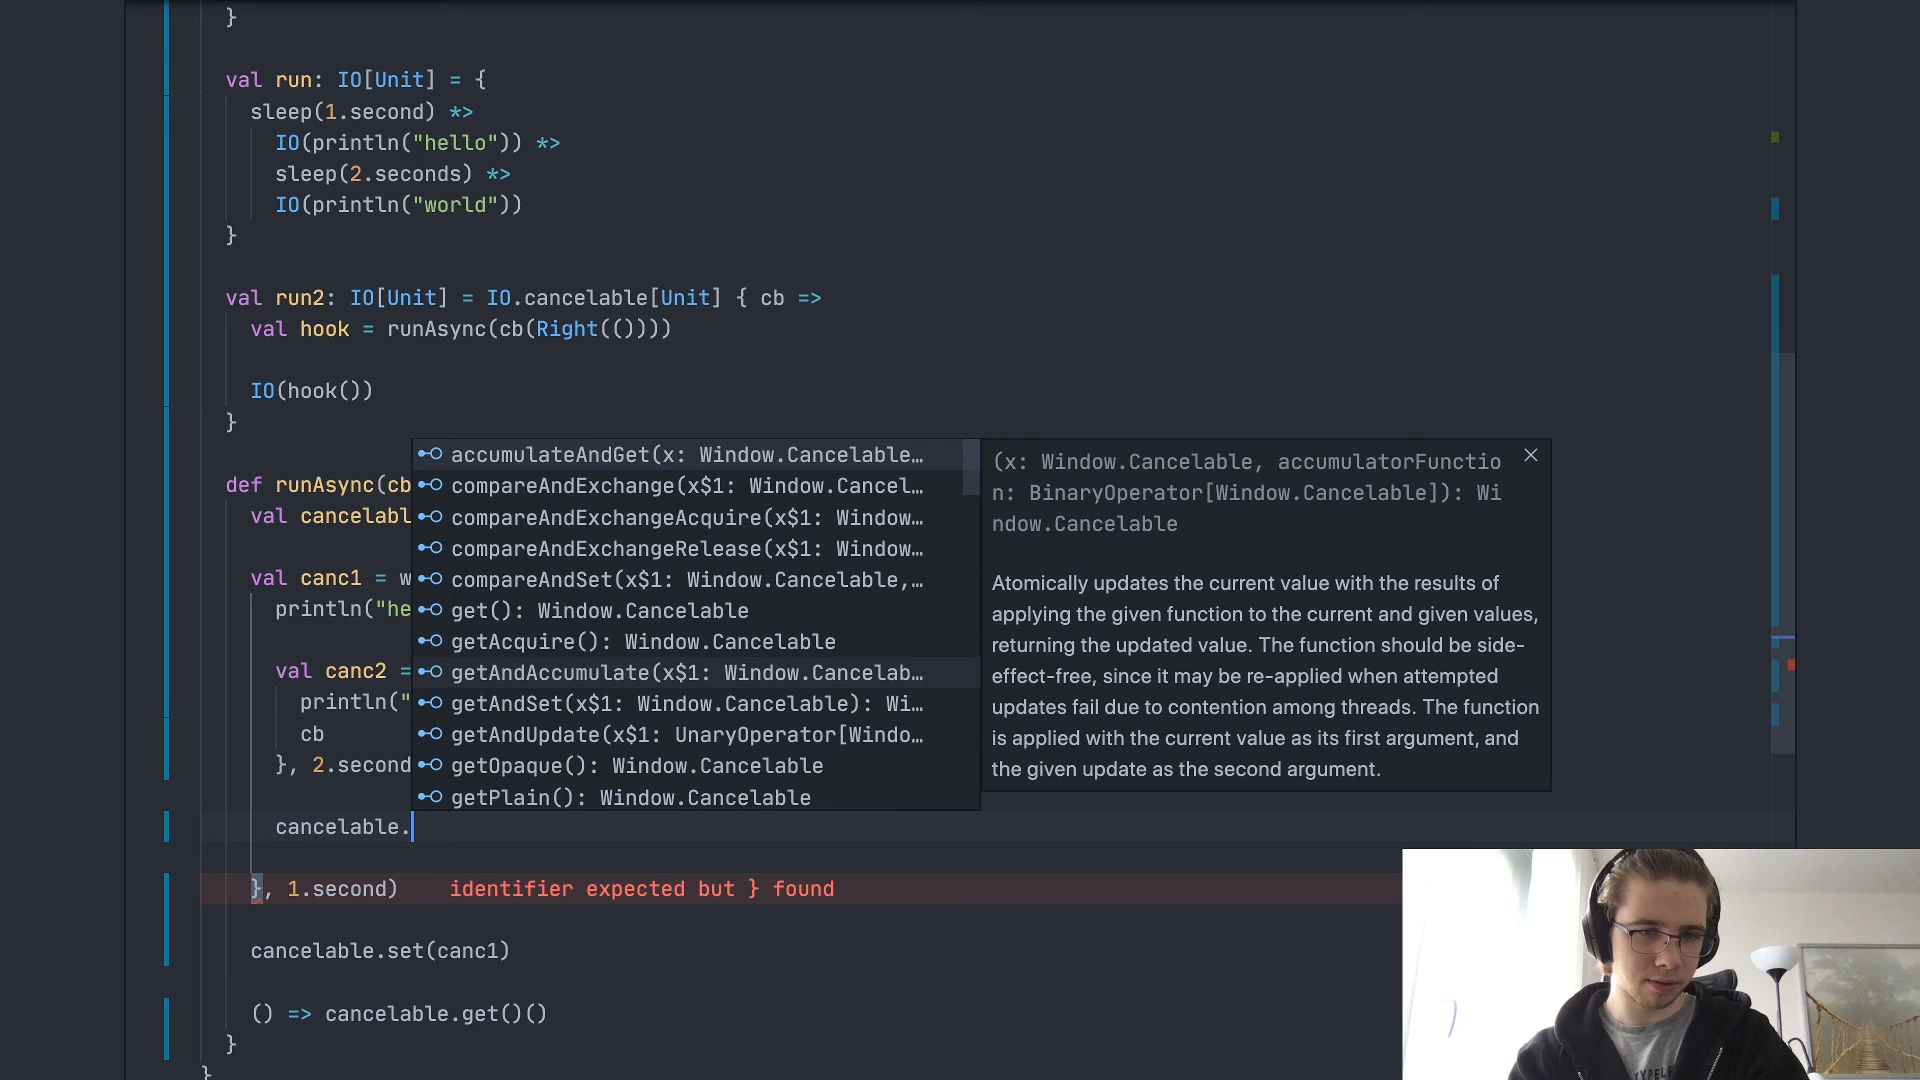 }
val run: IO[Unit] = {
sleep(1.second) *>
IO(println("hello")) *>
sleep(2.seconds) *>
IO(println("world"))
}
val run2: IO[Unit] = IO.cancelable[Unit] { cb =>
val hook = runAsync(cb(Right(())))
IO(hook())
}
def runAsync(cb
val cancelabl
val canc1 = w
println("he
val canc2 =
println("
cb
}, 2.second
cancelable.
}, 1.second) identifier expected but } found
cancelable.set(canc1)
() => cancelable.get()()
}
}
accumulateAndGet(x: Window.Cancelable…
compareAndExchange(x$1: Window.Cancel…
compareAndExchangeAcquire(x$1: Window…
compareAndExchangeRelease(x$1: Window…
compareAndSet(x$1: Window.Cancelable,…
get(): Window.Cancelable
getAcquire(): Window.Cancelable
getAndAccumulate(x$1: Window.Cancelab…
getAndSet(x$1: Window.Cancelable): Wi…
getAndUpdate(x$1: UnaryOperator[Windo…
getOpaque(): Window.Cancelable
getPlain(): Window.Cancelable
(x: Window.Cancelable, accumulatorFunctio
n: BinaryOperator[Window.Cancelable]): Wi
ndow.Cancelable
Atomically updates the current value with the results of
applying the given function to the current and given values,
returning the updated value. The function should be side-
effect-free, since it may be re-applied when attempted
updates fail due to contention among threads. The function
is applied with the current value as its first argument, and
the given update as the second argument.